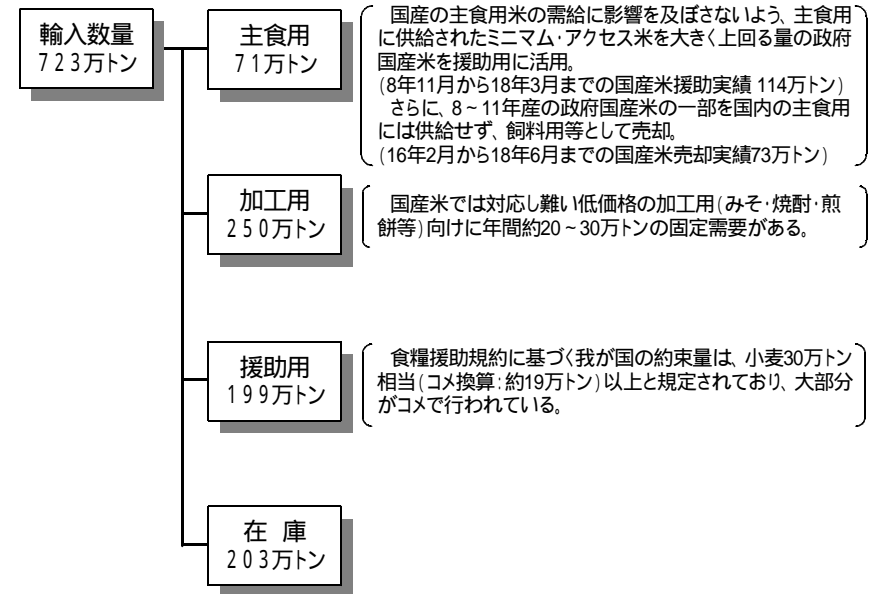 輸入数量
723万トン
主食用
71万トン
国産の主食用米の需給に影響を及ぼさないよう、主食用
に供給されたミニマム・アクセス米を大きく上回る量の政府
国産米を援助用に活用。
(8年11月から18年3月までの国産米援助実績 114万トン)
さらに、8~11年産の政府国産米の一部を国内の主食用
には供給せず、飼料用等として売却。
(16年2月から18年6月までの国産米売却実績73万トン)
加工用
250万トン
国産米では対応し難い低価格の加工用(みそ・焼酎・煎
餅等)向けに年間約20~30万トンの固定需要がある。
援助用
199万トン
食糧援助規約に基づく我が国の約束量は、小麦30万トン
相当(コメ換算:約19万トン)以上と規定されており、大部分
がコメで行われている。
在 庫
203万トン